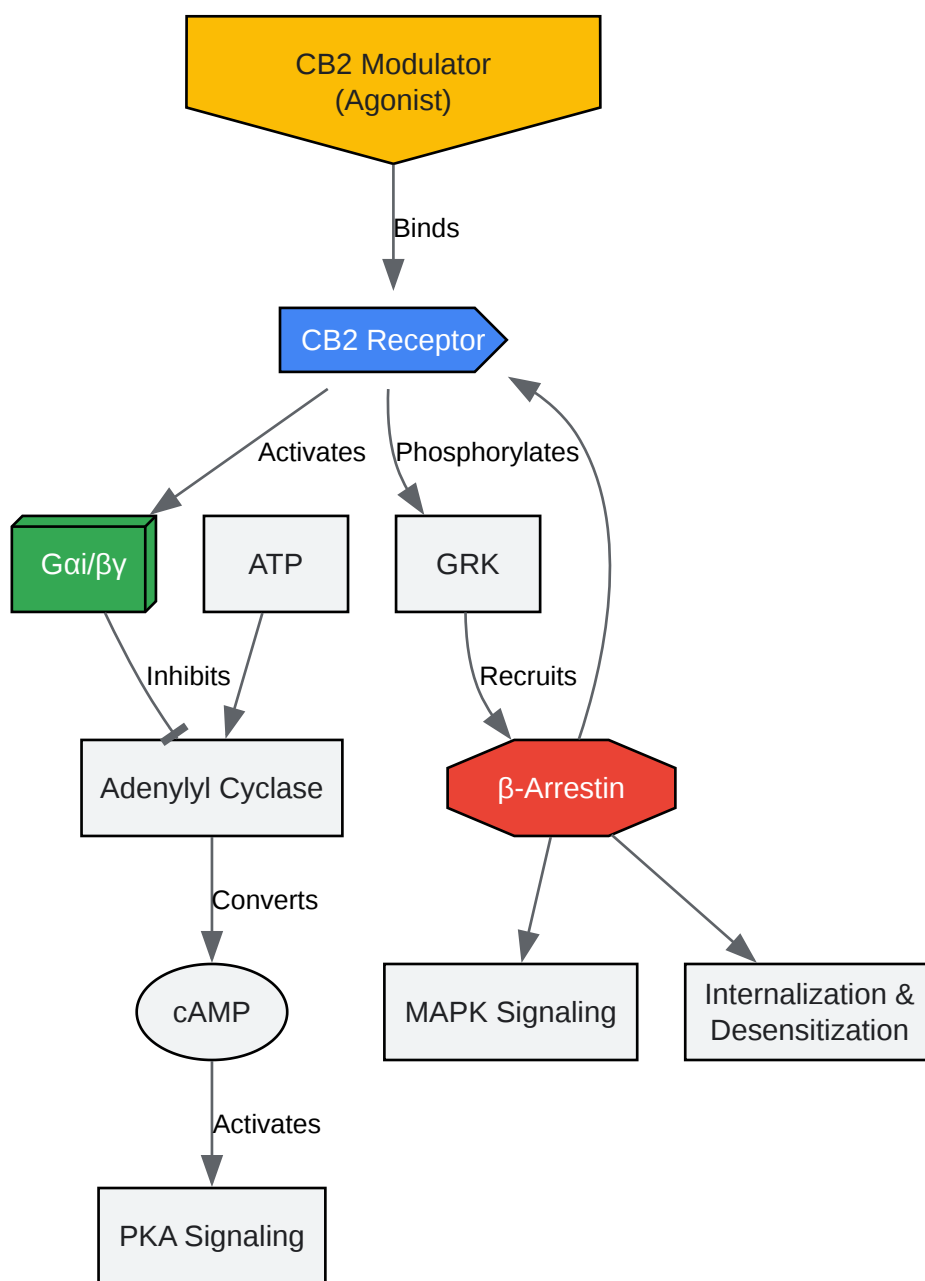 CB2 Modulator
(Agonist)
Binds
CB2 Receptor
Activates
Phosphorylates
Gαi/βγ
ATP
GRK
Inhibits
Recruits
Adenylyl Cyclase
β-Arrestin
Converts
cAMP
MAPK Signaling
Internalization &
Desensitization
Activates
PKA Signaling